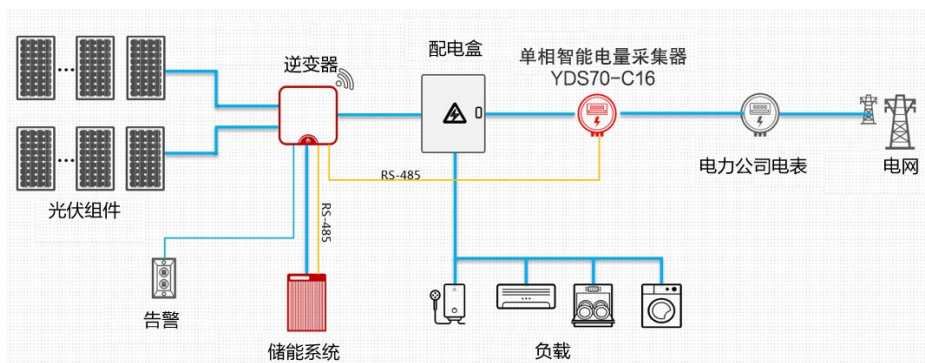 配电盒
单相智能电量采集器
YDS70-C16
逆变器
RS-485
电力公司电表
电网
光伏组件
RS-485
告警
储能系统
负载